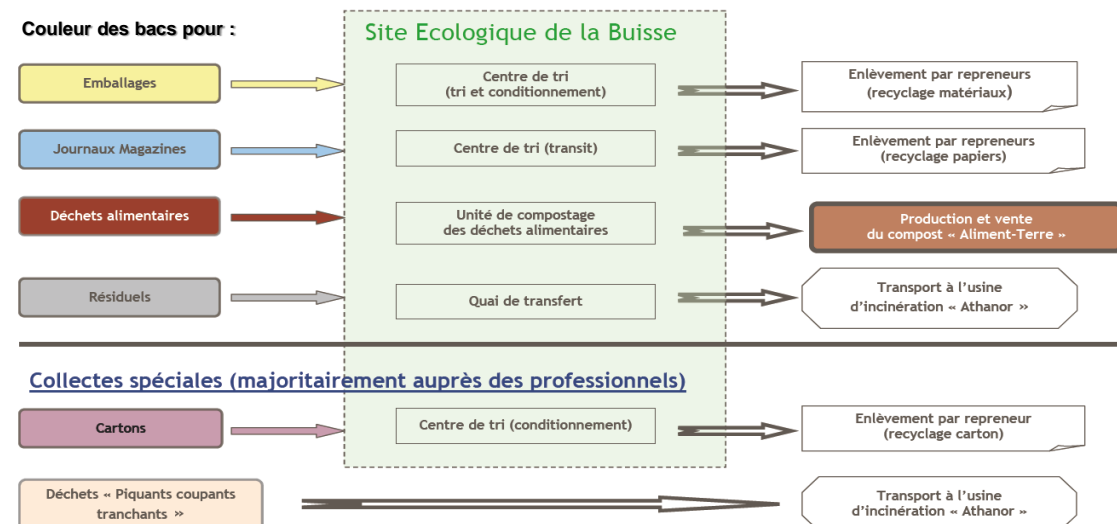 Couleur des bacs pour :
Site Ecologique de la Buisse
Emballages
Centre de tri
(tri et conditionnement)
Enlèvement par repreneurs
(recyclage matériaux)
Journaux Magazines
Centre de tri (transit)
Enlèvement par repreneurs
(recyclage papiers)
Déchets alimentaires
Unité de compostage
des déchets alimentaires
Production et vente
du compost « Aliment-Terre »
Résiduels
Quai de transfert
Transport à l’usine
d’incinération « Athanor »
Collectes spéciales (majoritairement auprès des professionnels)
Cartons
Centre de tri (conditionnement)
Enlèvement par repreneur
(recyclage carton)
Déchets « Piquants coupants
tranchants »
Transport à l’usine
d’incinération « Athanor »